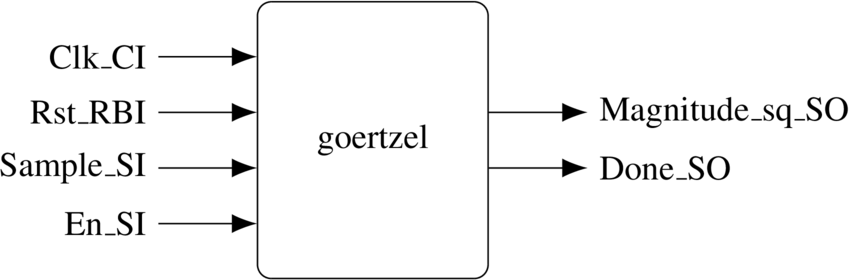 Clk_CI
Rst_RBI
Sample_SI
En_SI
goertzel
Magnitude_sq_SO
Done_SO